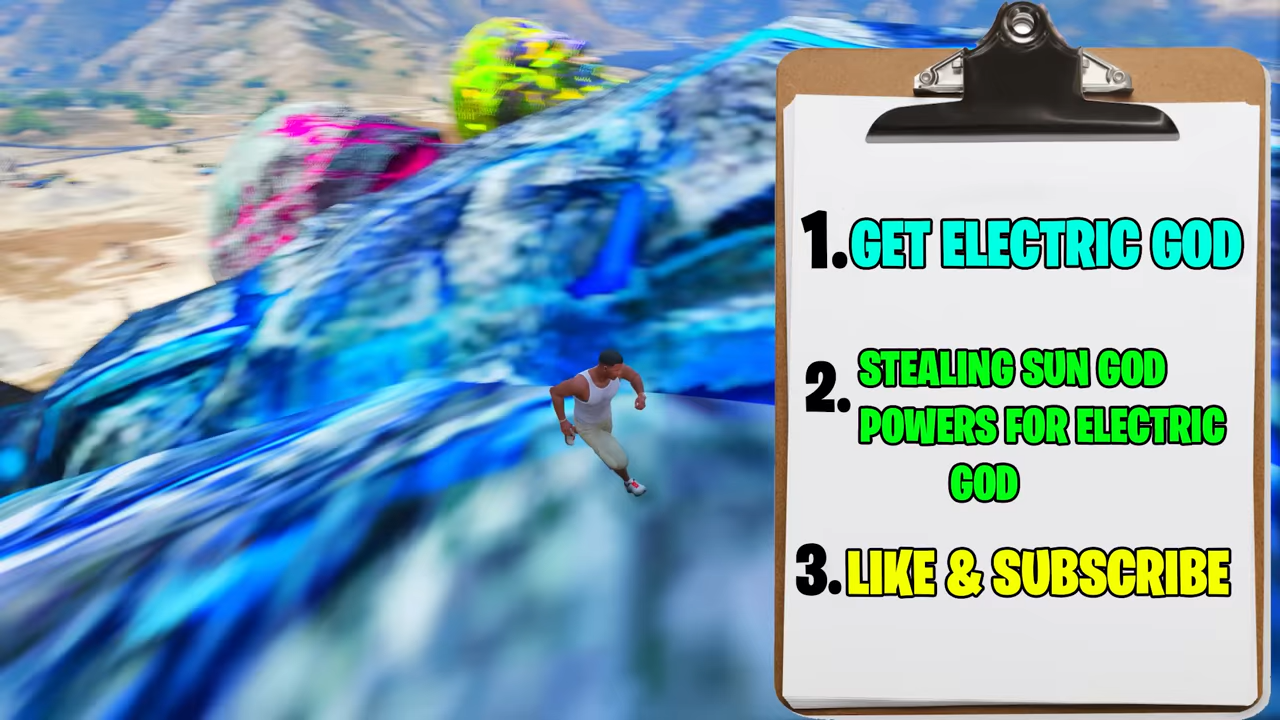 1. GET ELECTRIC GOD
2. STEALING SUN GOD
POWERS FOR ELECTRIC
GOD
3. LIKE & SUBSCRIBE